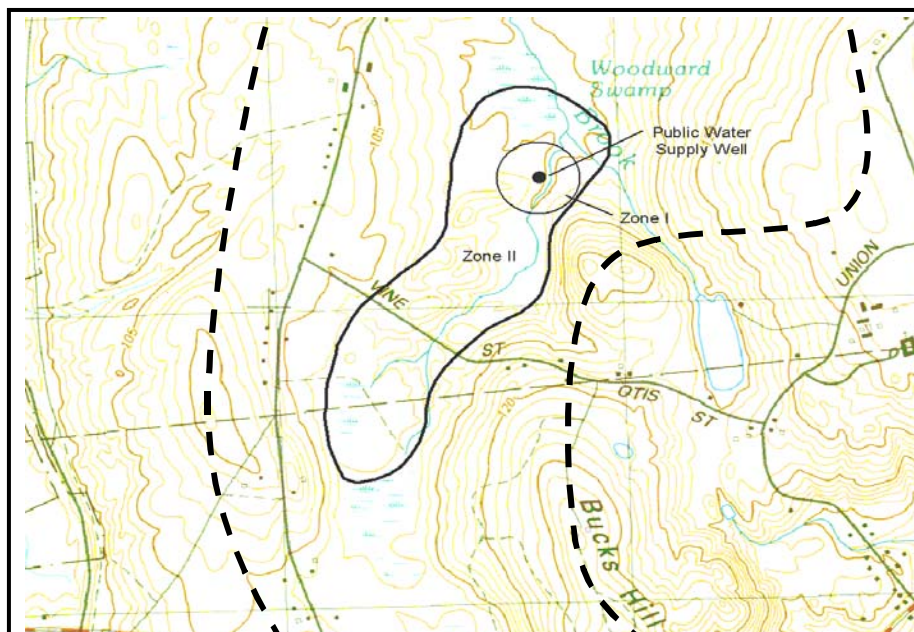 Woodward
Swamp
Brook
Public Water
Supply Well
Zone I
Zone II
105
UNION
VINE
ST
OTIS
ST
105
120
Bucks
Hill